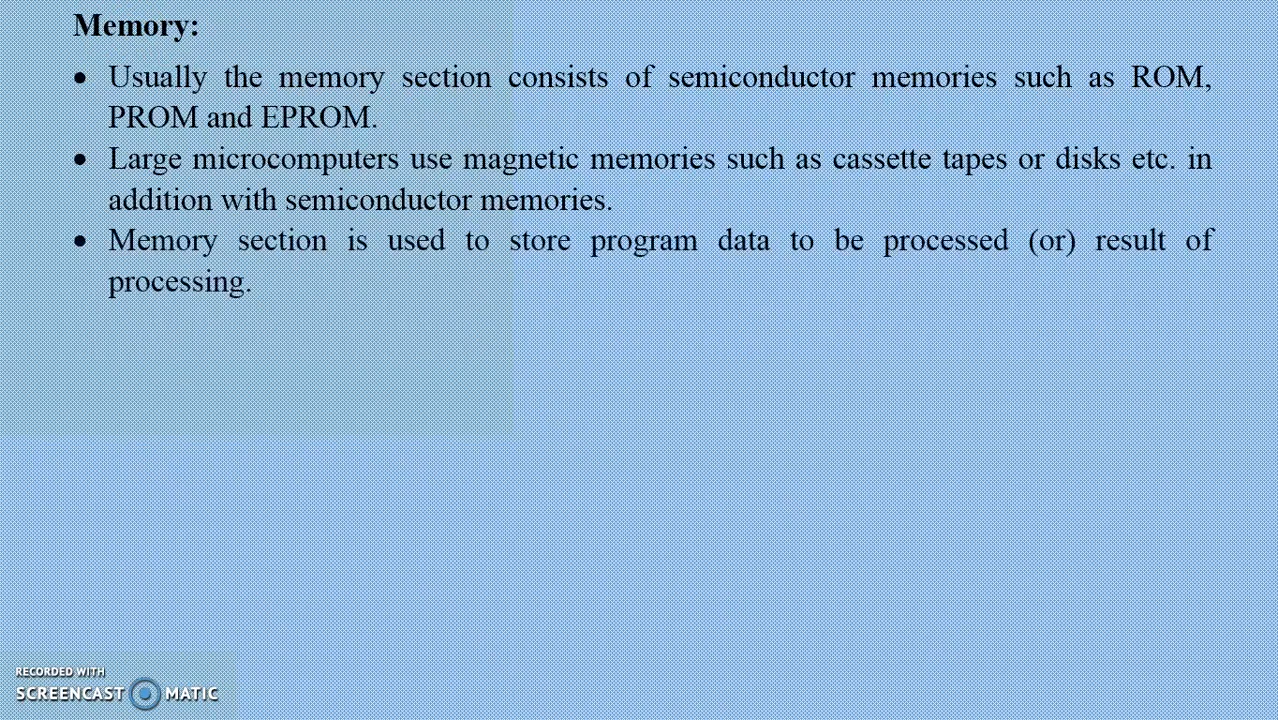 Memory:
• Usually the memory section consists of semiconductor memories such as ROM,
PROM and EPROM.
• Large microcomputers use magnetic memories such as cassette tapes or disks etc. in
addition with semiconductor memories.
• Memory section is used to store program data to be processed (or) result of
processing.
RECORDED WITH
SCREENCAST MATIC